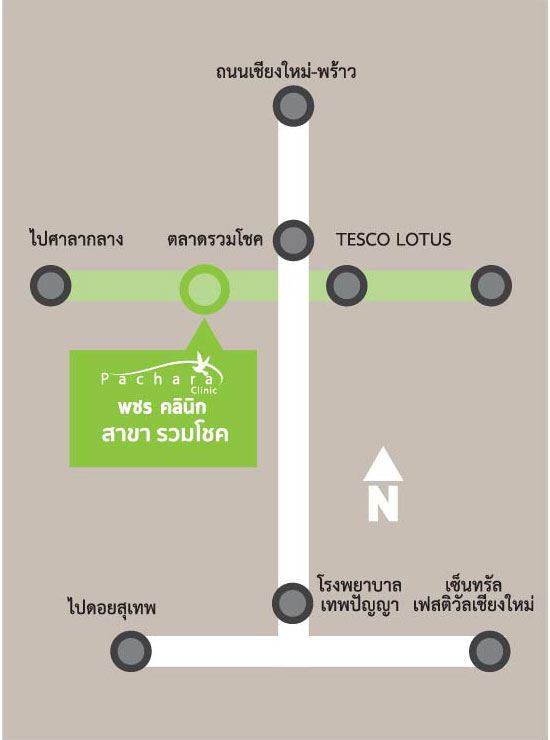 ถนนเชียงใหม่-พร้าว
ไปศาลากลาง
ตลาดรวมโชค
TESCO LOTUS
Pachara
Clinic
พชร คลินิก
สาขา รวมโชค
N
ไปดอยสุเทพ
โรงพยาบาล
เทพปัญญา
เซ็นทรัล
เฟสติวัลเชียงใหม่